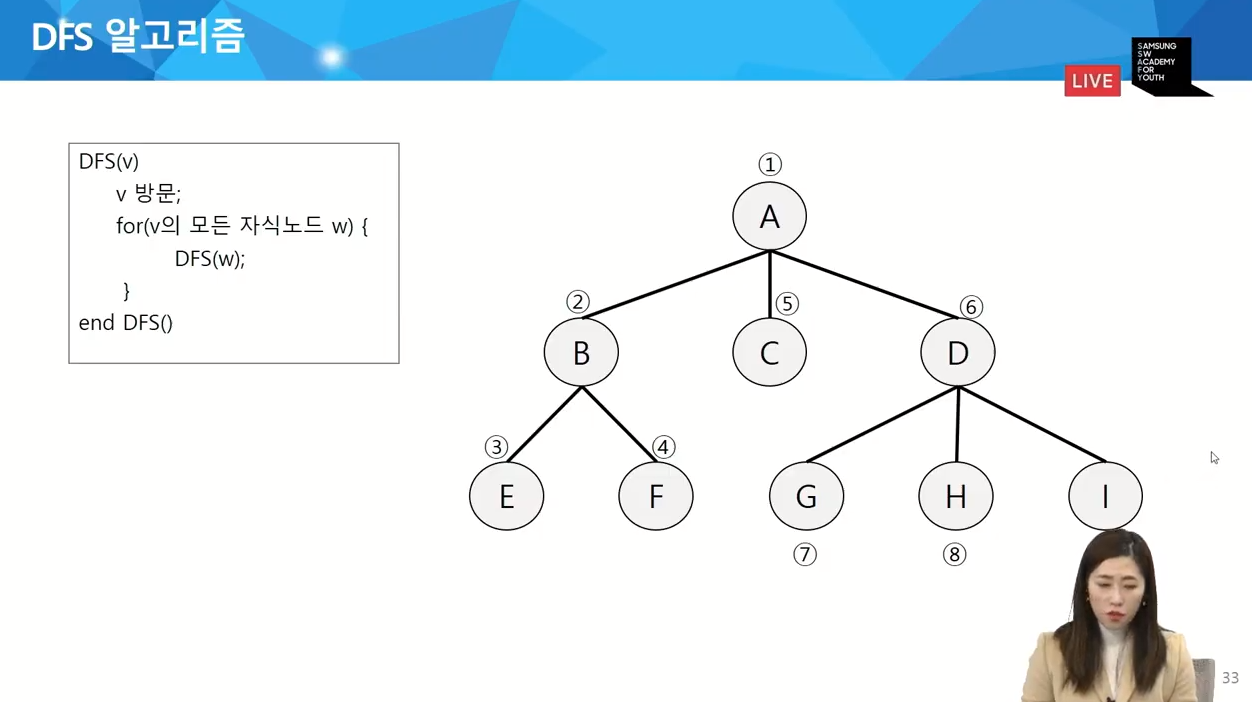 DFS 알고리즘
LIVE
SAMSUNG
SW
ACADEMY
FOR
YOUTH
DFS(v)
v 방문;
for(v의 모든 자식노드 w) {
DFS(w);
}
end DFS()
①
A
② ⑤ ⑥
B C D
③ ④
E F G H I
⑦ ⑧
33